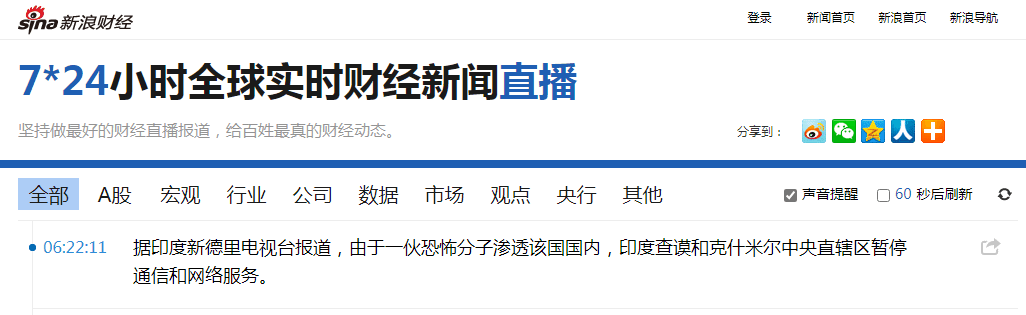 sina 新浪财经
登录 新闻首页 新浪首页 新浪导航
7*24小时全球实时财经新闻直播
坚持做最好的财经直播报道，给百姓最真的财经动态。
分享到：
全部 A股 宏观 行业 公司 数据 市场 观点 央行 其他 声音提醒 60 秒后刷新
06:22:11 据印度新德里电视台报道，由于一伙恐怖分子渗透该国国内，印度查谟和克什米尔中央直辖区暂停
通信和网络服务。